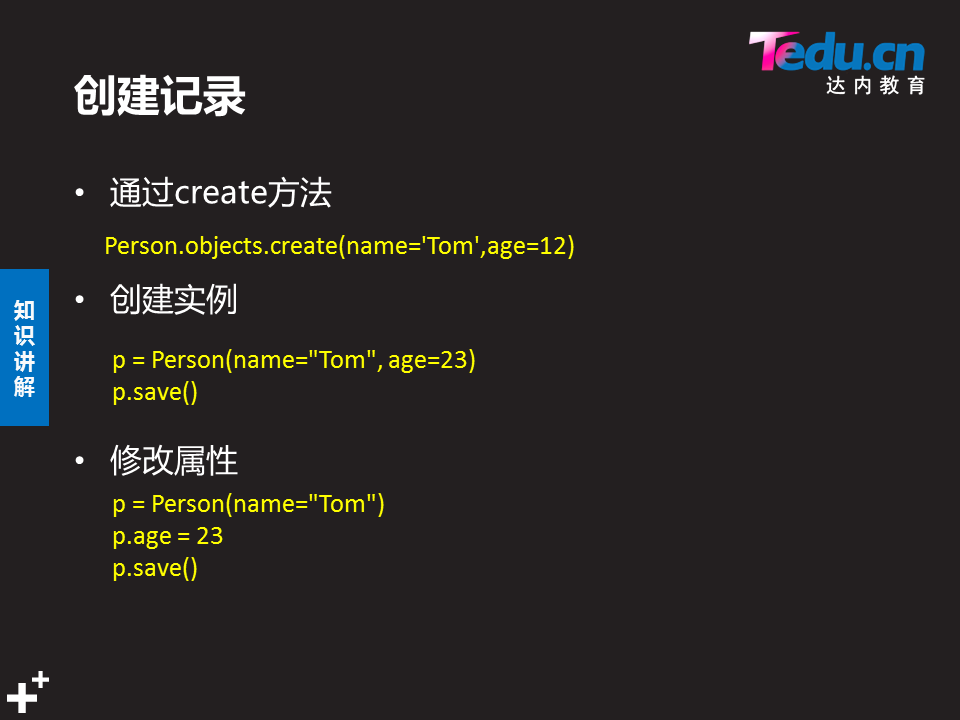 Tedu.cn
达内教育
创建记录
• 通过create方法
Person.objects.create(name='Tom',age=12)
• 创建实例
p = Person(name="Tom", age=23)
p.save()
• 修改属性
p = Person(name="Tom")
p.age = 23
p.save()
知
识
讲
解